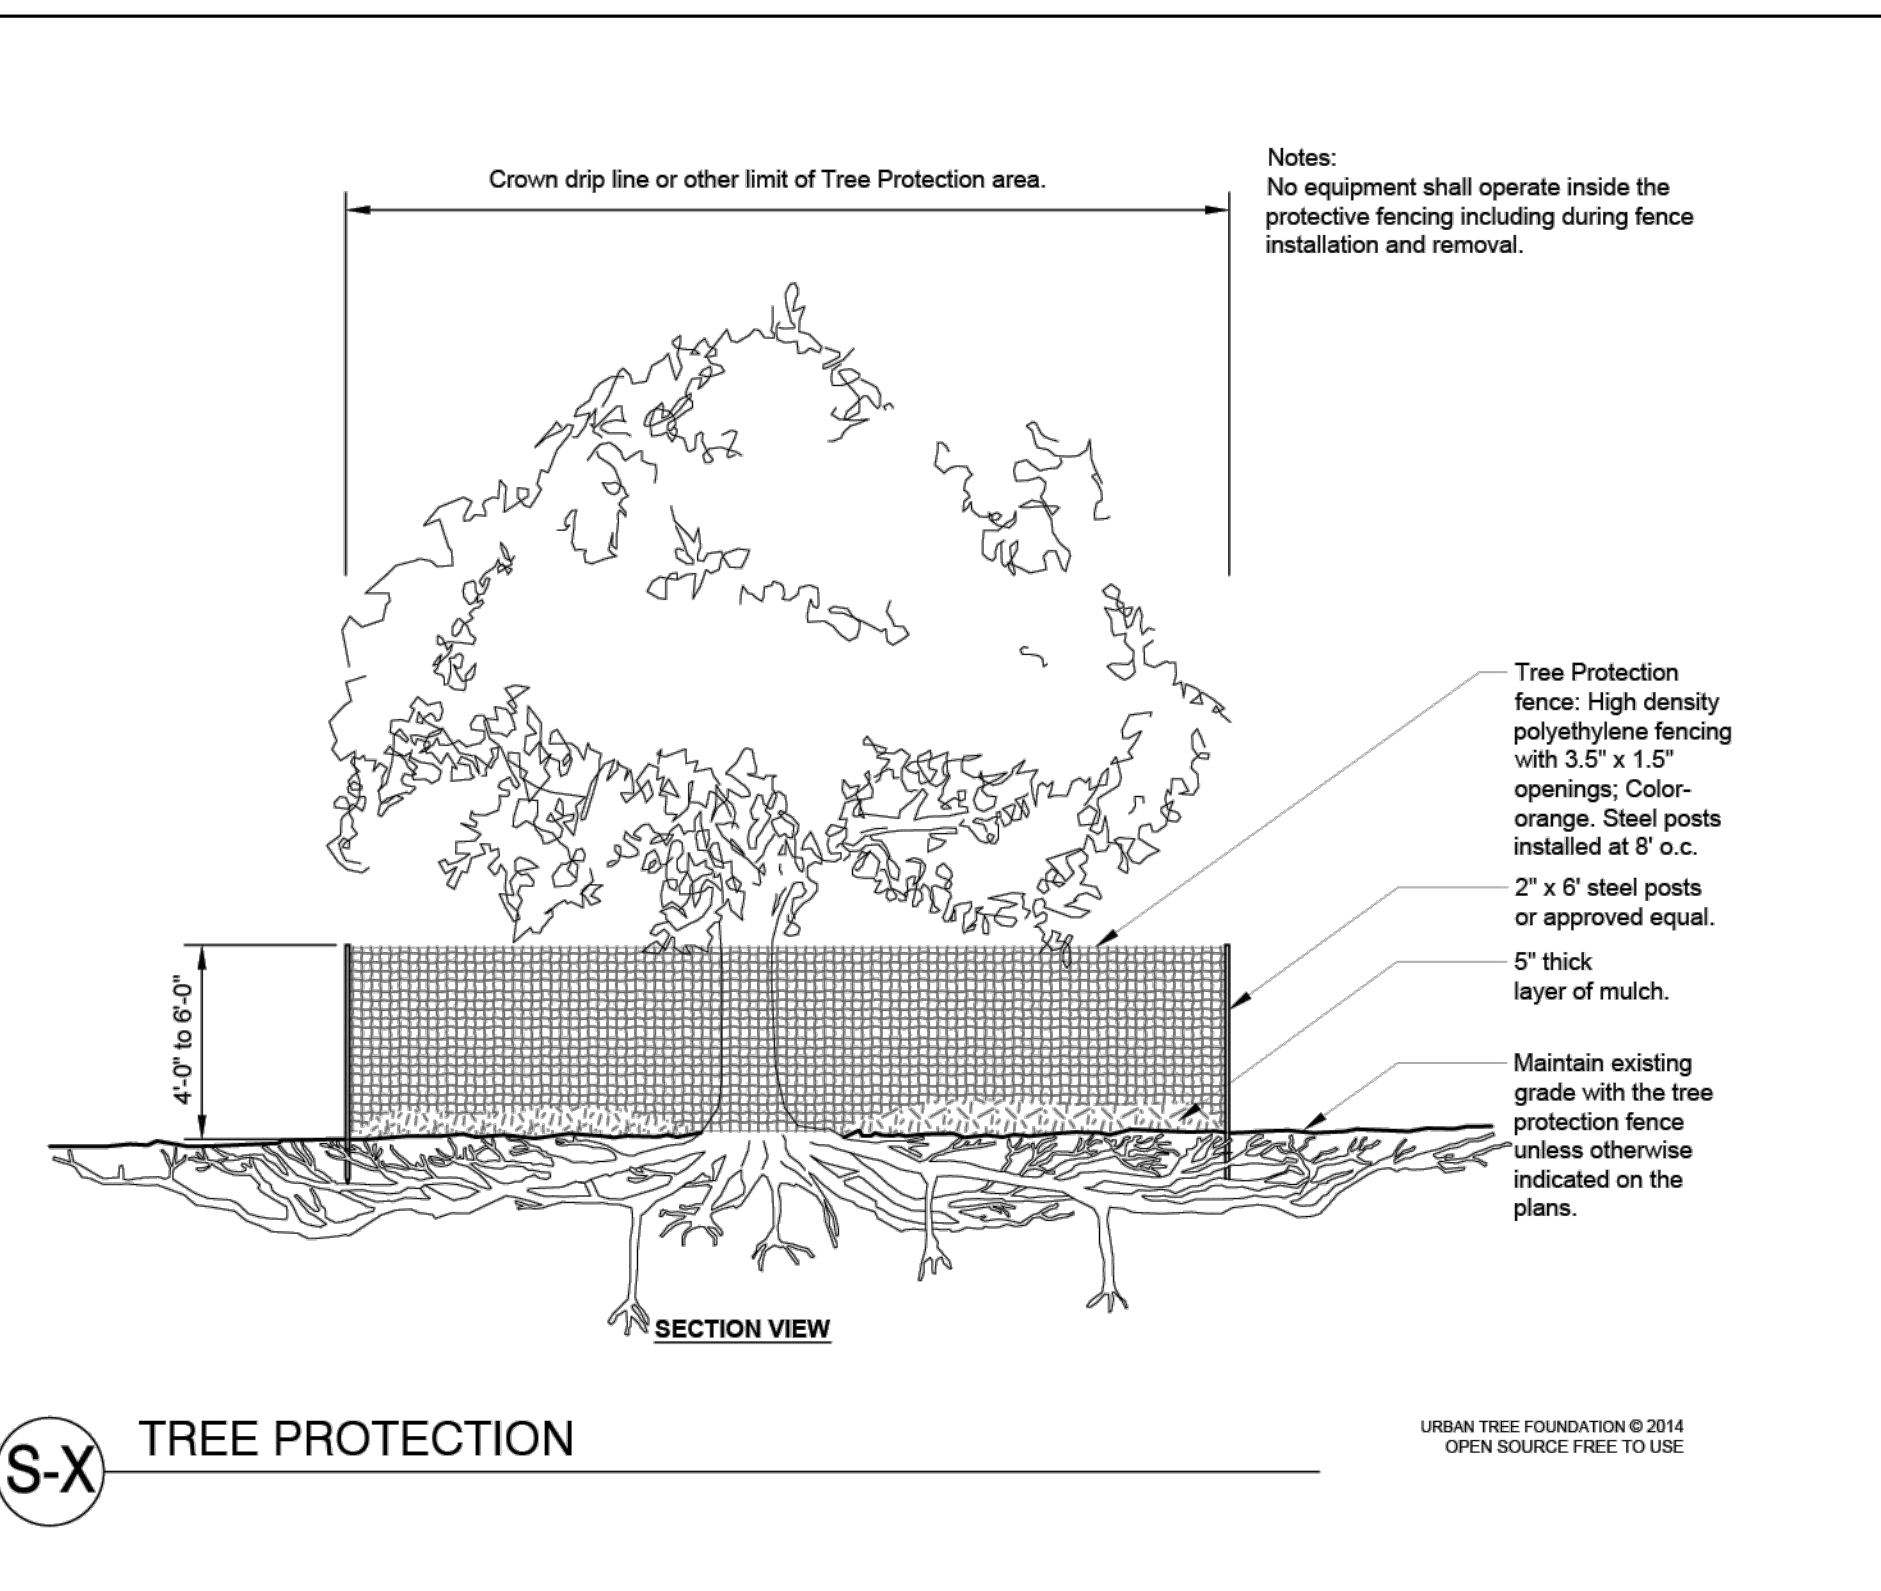 Crown drip line or other limit of Tree Protection area.
Notes:
No equipment shall operate inside the
protective fencing including during fence
installation and removal.
Tree Protection
fence: High density
polyethylene fencing
with 3.5" x 1.5"
openings; Color-
orange. Steel posts
installed at 8' o.c.
2" x 6' steel posts
or approved equal.
5" thick
layer of mulch.
Maintain existing
grade with the tree
protection fence
unless otherwise
indicated on the
plans.
4'-0" to 6'-0"
SECTION VIEW
S-X
TREE PROTECTION
URBAN TREE FOUNDATION © 2014
OPEN SOURCE FREE TO USE